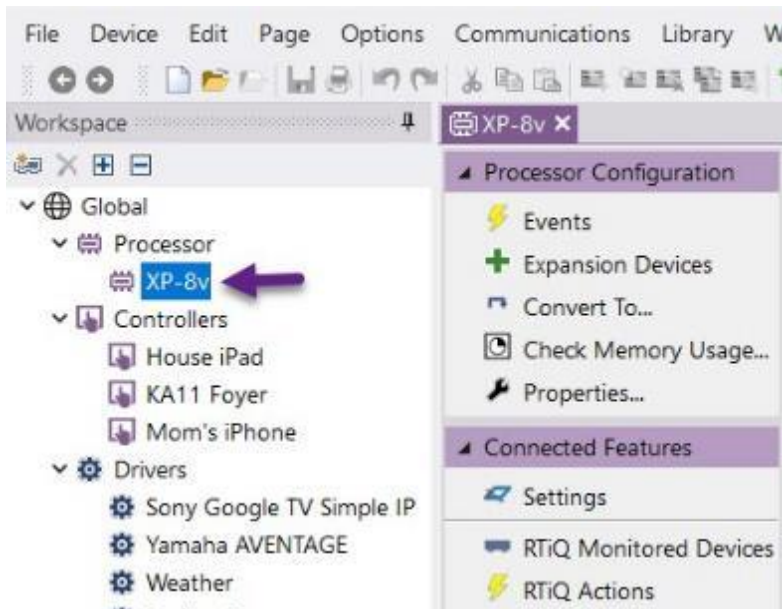 File Device Edit Page Options Communications Library
Workspace
XP-8v
Processor Configuration
Global
Events
Processor
Expansion Devices
XP-8v
Convert To...
Controllers
Check Memory Usage...
House iPad
Properties...
KA11 Foyer
Mom's iPhone
Connected Features
Drivers
Settings
Sony Google TV Simple IP
Yamaha AVENTAGE
RTiQ Monitored Devices
Weather
RTiQ Actions